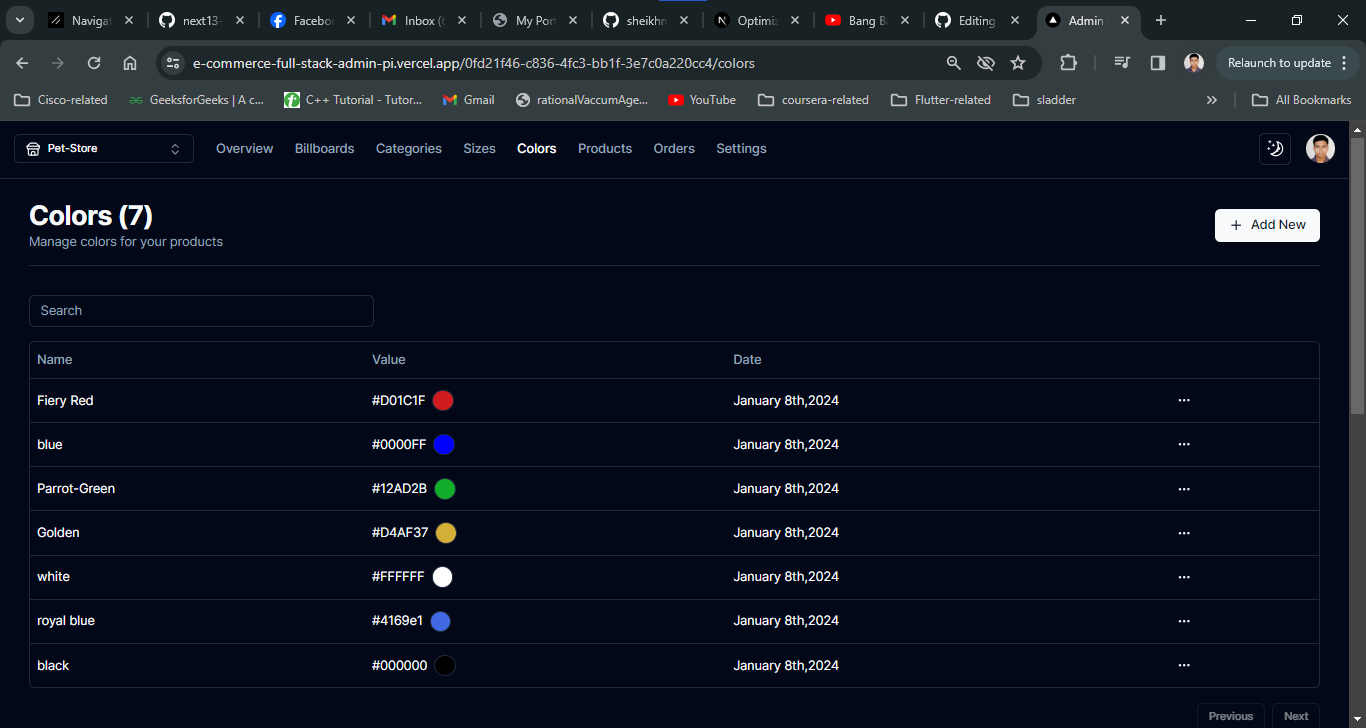 Navigat next13- Facebo Inbox ( My Port sheikhn Optimiz Bang B Editing Admin
e-commerce-full-stack-admin-pi.vercel.app/0fd21f46-c836-4fc3-bb1f-3e7c0a220cc4/colors Relaunch to update
Cisco-related GeeksforGeeks | A c... C++ Tutorial - Tutor... Gmail rationalVaccumAge... YouTube coursera-related Flutter-related sladder » All Bookmarks
Pet-Store Overview Billboards Categories Sizes Colors Products Orders Settings
Colors (7)
Manage colors for your products
+ Add New
Search
Name Value Date
Fiery Red #D01C1F January 8th,2024 ...
blue #0000FF January 8th,2024 ...
Parrot-Green #12AD2B January 8th,2024 ...
Golden #D4AF37 January 8th,2024 ...
white #FFFFFF January 8th,2024 ...
royal blue #4169e1 January 8th,2024 ...
black #000000 January 8th,2024 ...
Previous Next